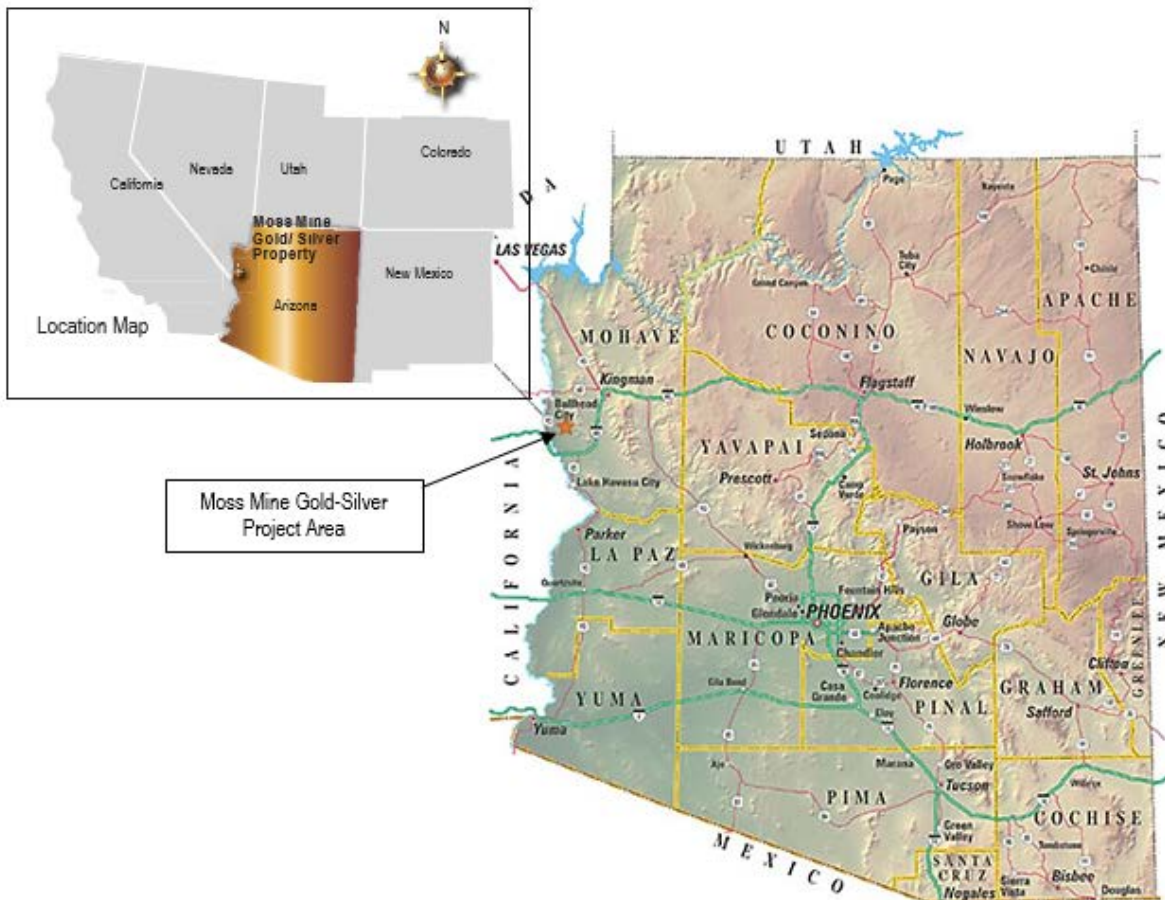 N
Colorado
Nevada
Utah
California
Moss Mine
Gold/ Silver
Property
New Mexico
Arizona
Location Map
UTAH
DA
LAS VEGAS
Page
Kayenta
Tuba
City
Chinle
Grand Canyon
APACHE
MOHAVE
COCONINO
NAVAJO
Kingman
Flagstaff
Bullhead
City
Winslow
Sedona
Holbrook
YAVAPAI
Prescott
Camp
Verde
Snowflake
St. Johns
Lake Havasu City
Moss Mine Gold-Silver
Project Area
CALIFORNIA
NEW MEXICO
Payson
Show Low
Springerville
Parker
LA PAZ
Wickenburg
GILA
Quartzsite
Peoria
Fountain Hills
Glendale
PHOENIX
Apache
Junction
Globe
MARICOPA
GREENLEE
Chandler
Clifton
Gila Bend
Casa
Grande
Florence
Coolidge
GRAHAM
YUMA
PINAL
Safford
Eloy
Yuma
Ajo
Marana
Oro Valley
Tucson
Willcox
PIMA
COCHISE
Green
Valley
Tombstone
MEXICO
SANTA
CRUZ
Sierra
Vista
Bisbee
Nogales
Douglas